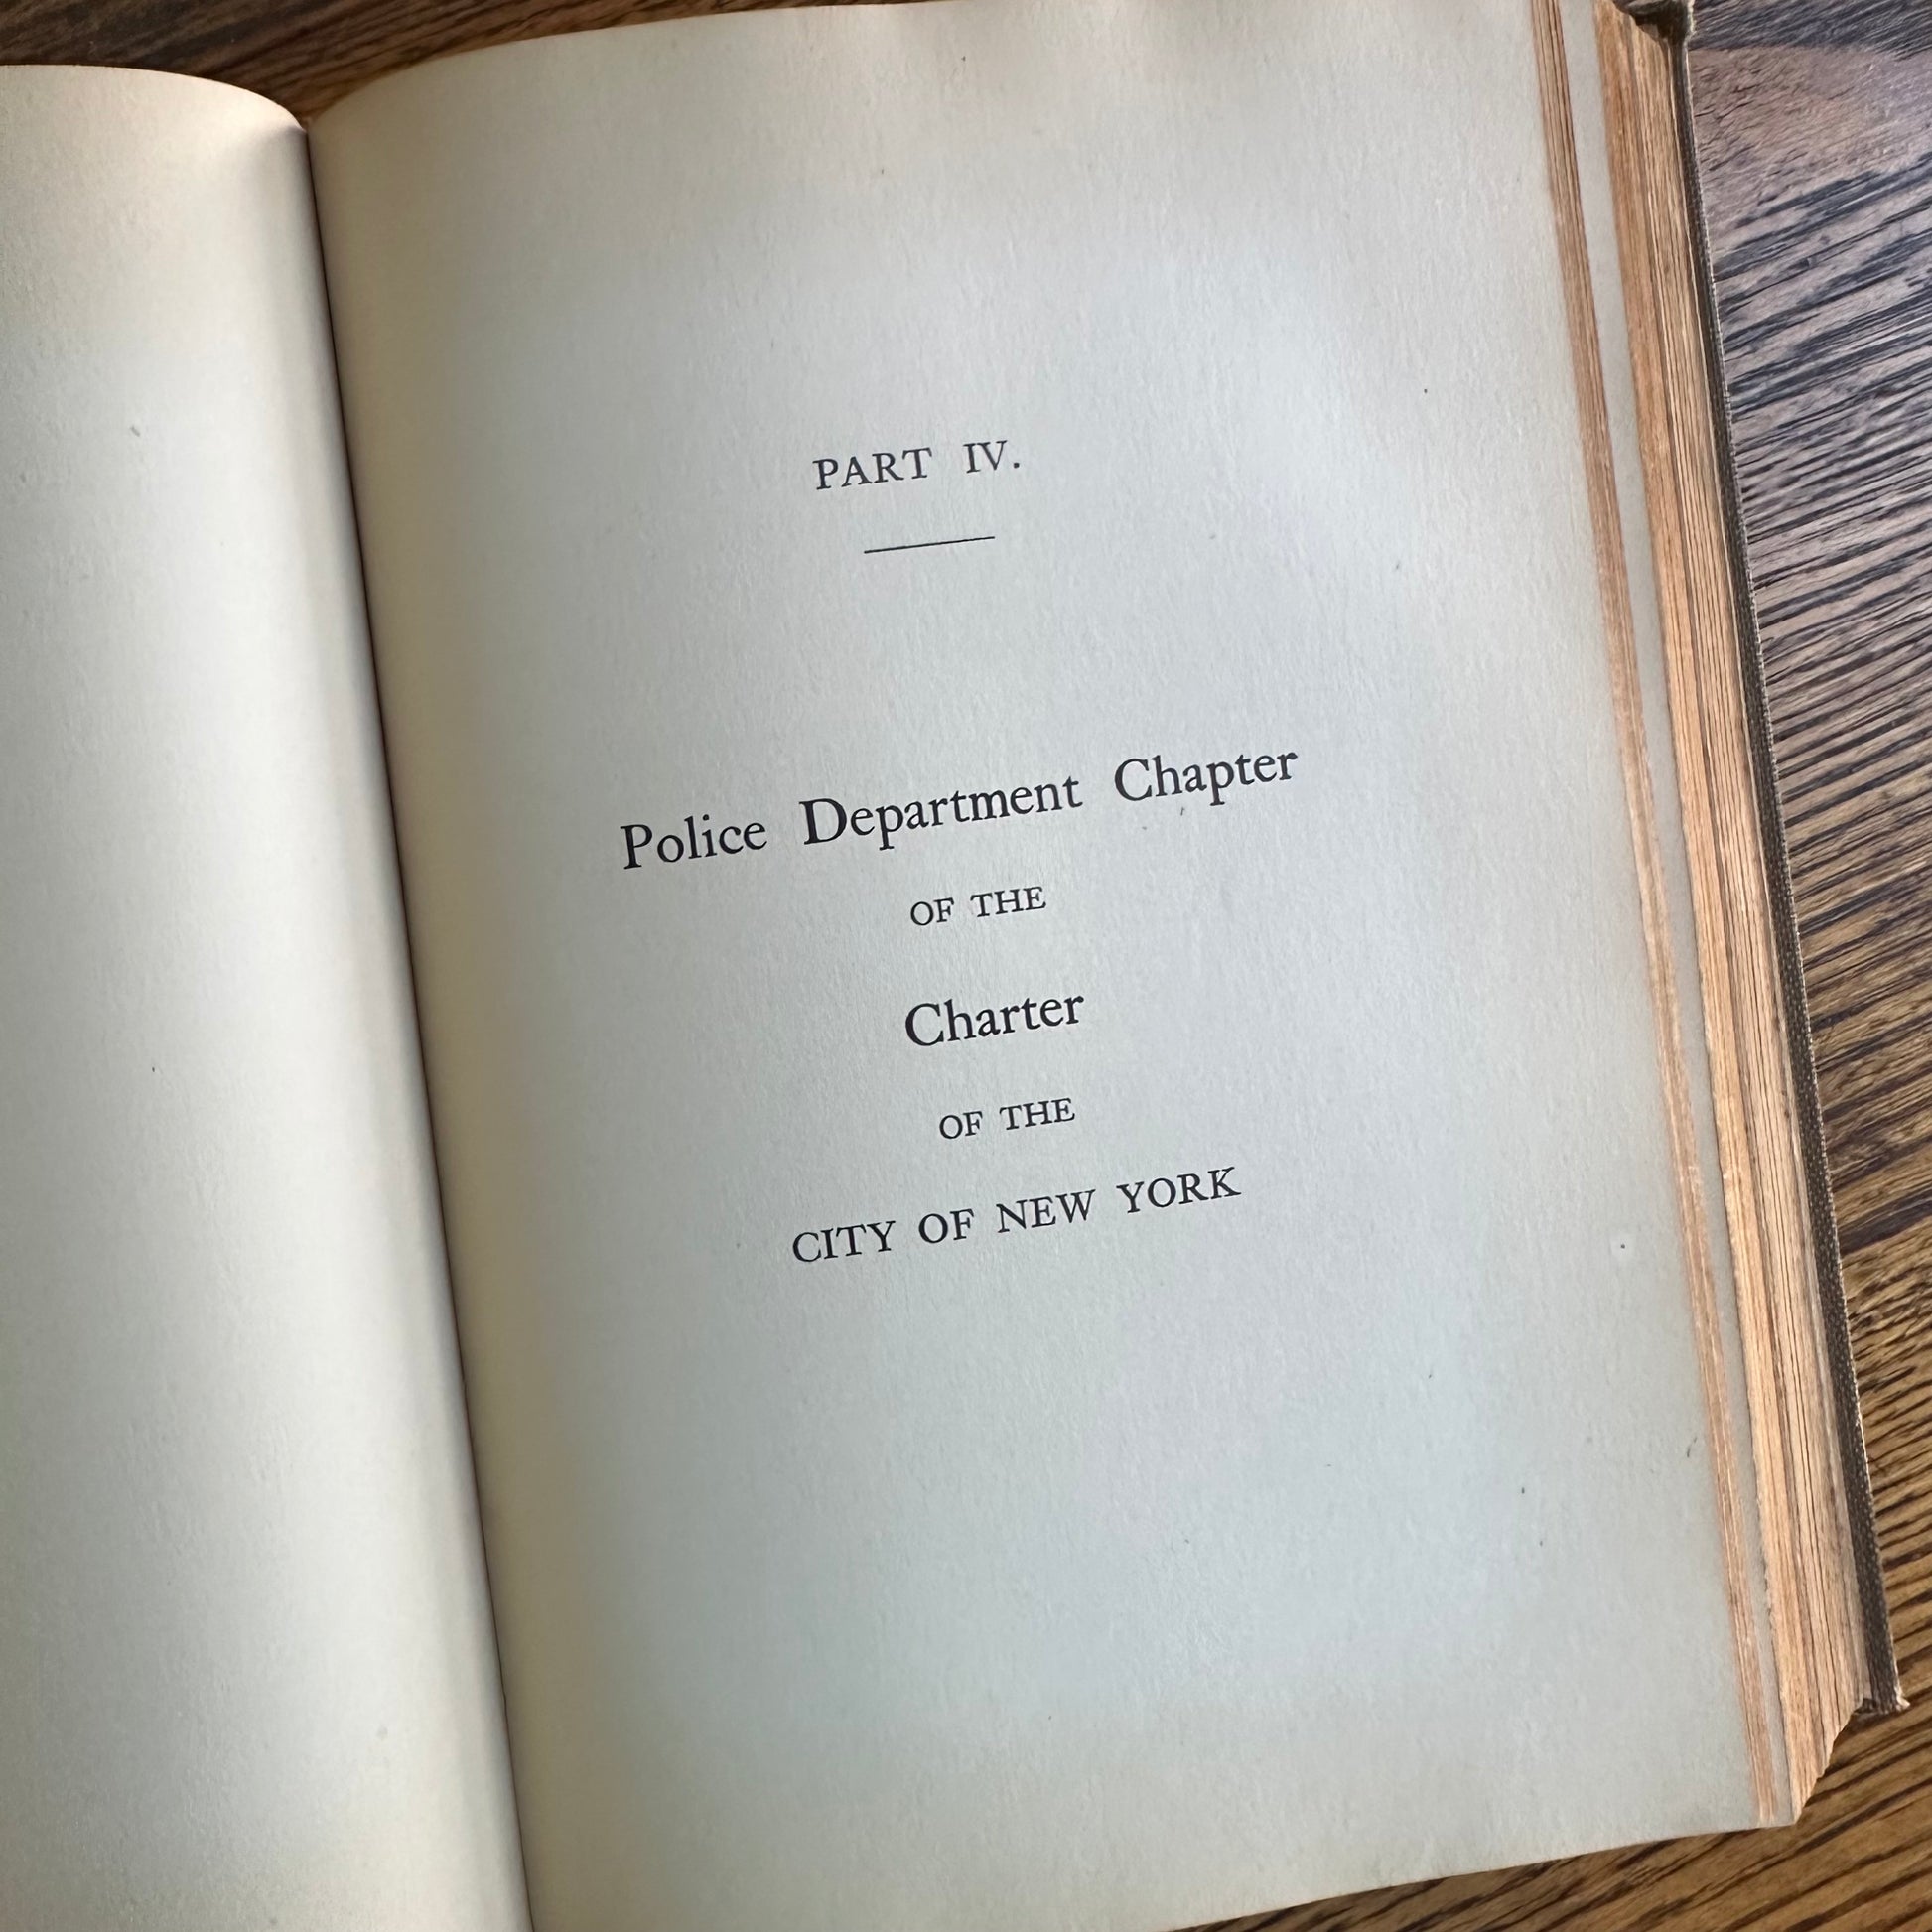 PART IV.
Police Department Chapter
OF THE
Charter
OF THE
CITY OF NEW YORK